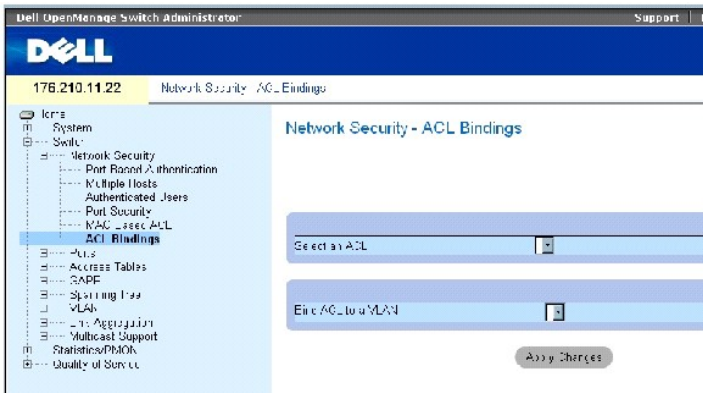 Dell OpenManage Switch Administrator
Support
DELL
176.210.11.22
Network Security - ACL Bindings
Home
System
Switch
Network Security
Port Based Authentication
Multiple Hosts
Authenticated Users
Port Security
MAC Based ACL
ACL Bindings
Ports
Address Tables
GARP
Spanning Tree
VLAN
Link Aggregation
Multicast Support
Statistics/RMON
Quality of Service
Network Security - ACL Bindings
Select an ACL
Bind ACL to a VLAN
Apply Changes